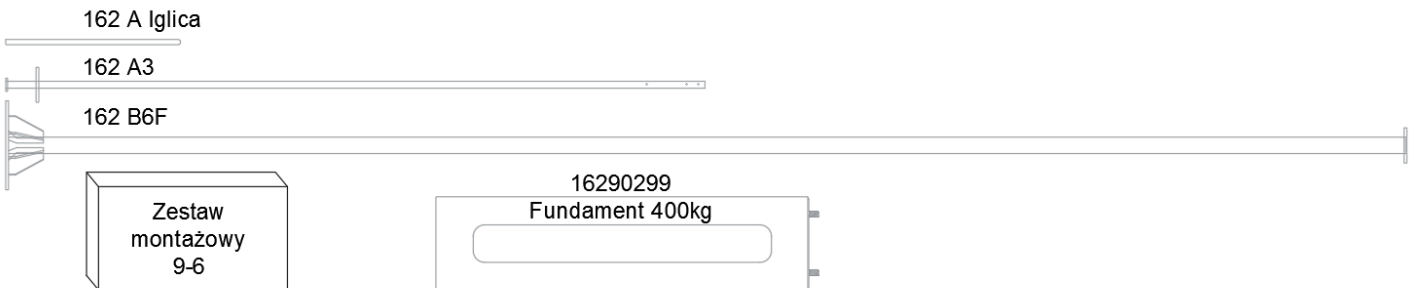 162 A Iglica
162 A3
162 B6F
16290299
Fundament 400kg
Zestaw
montażowy
9-6